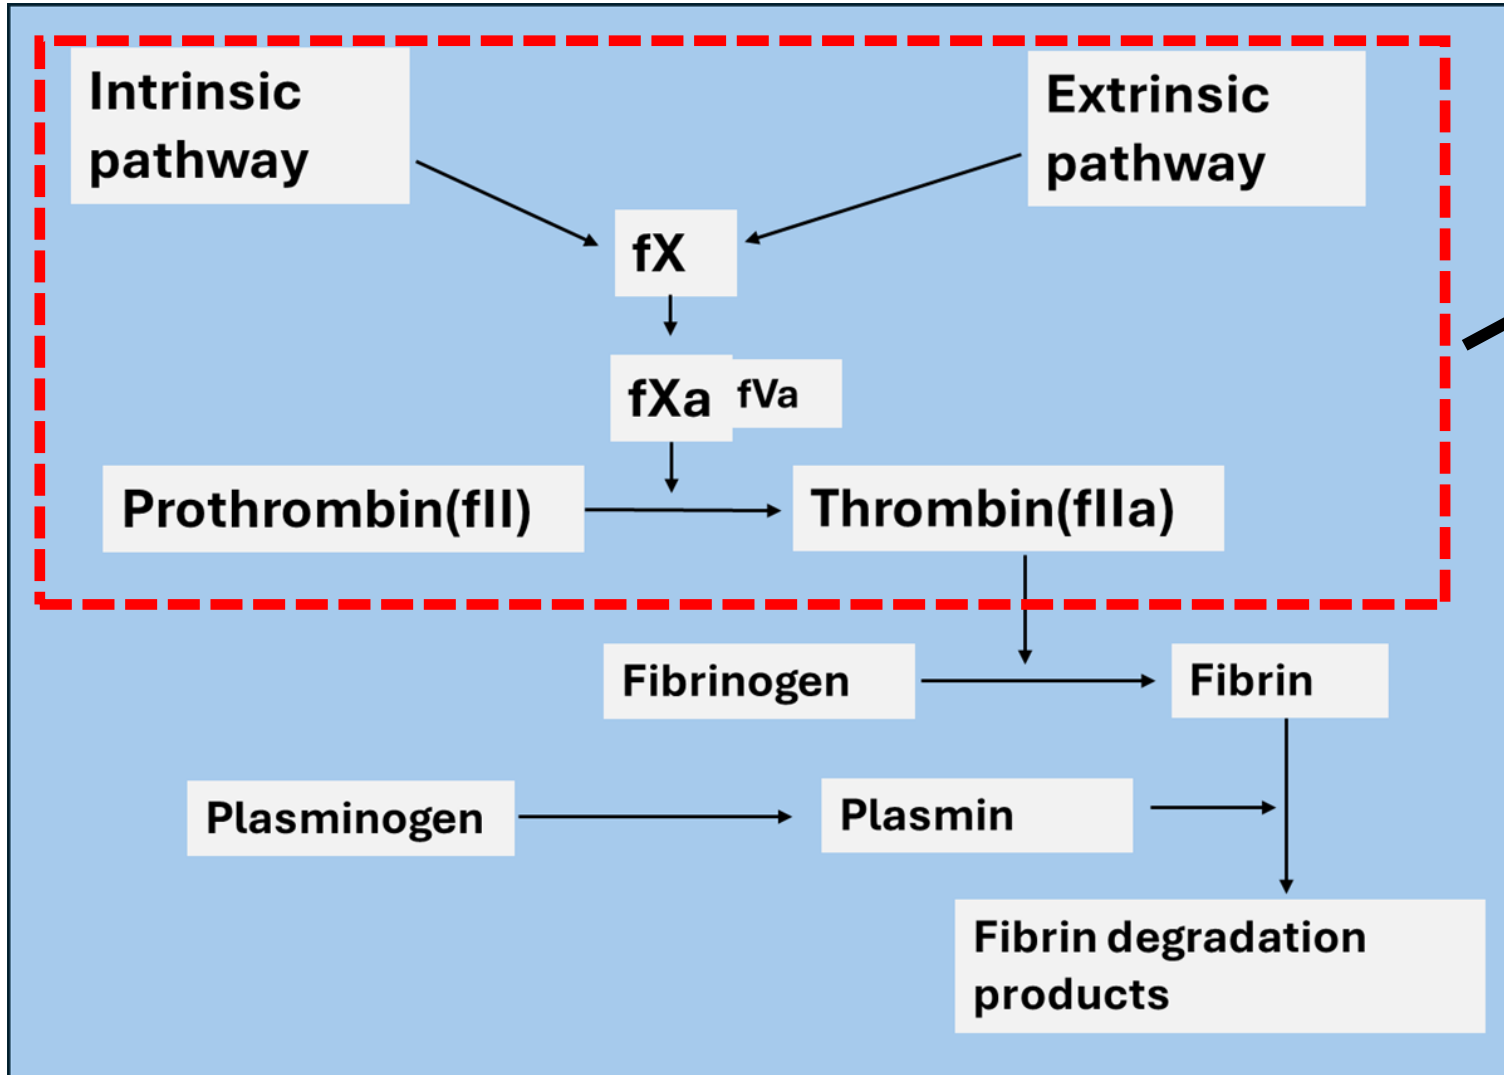 Intrinsic
pathway
Extrinsic
pathway
fX
fXa
fVa
Prothrombin(fII)
Thrombin(fIIa)
Fibrinogen
Fibrin
Plasminogen
Plasmin
Fibrin degradation
products